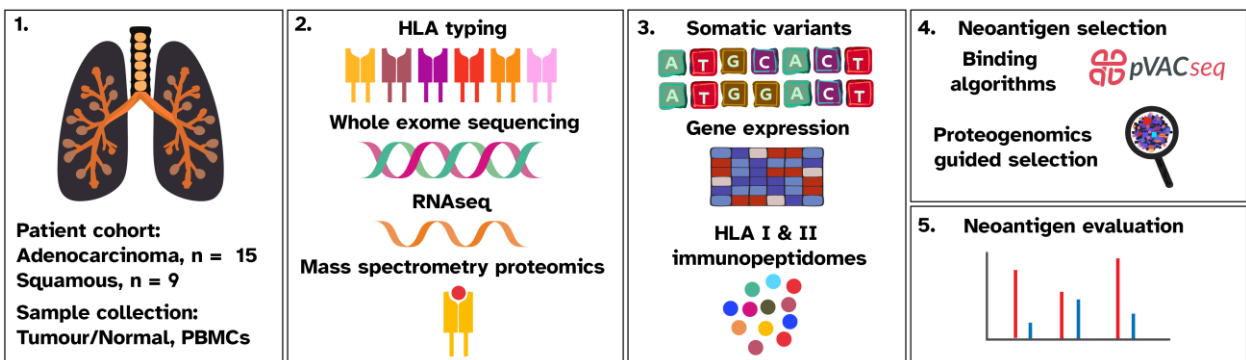 1.
Patient cohort:
Adenocarcinoma, n = 15
Squamous, n = 9
Sample collection:
Tumour/Normal, PBMCs
2.
HLA typing
Whole exome sequencing
RNAseq
Mass spectrometry proteomics
3.
Somatic variants
A T G C A C T
A T G G A C T
Gene expression
HLA I & II
immunopeptidomes
4.
Neoantigen selection
Binding
algorithms
pVACseq
Proteogenomics
guided selection
5.
Neoantigen evaluation